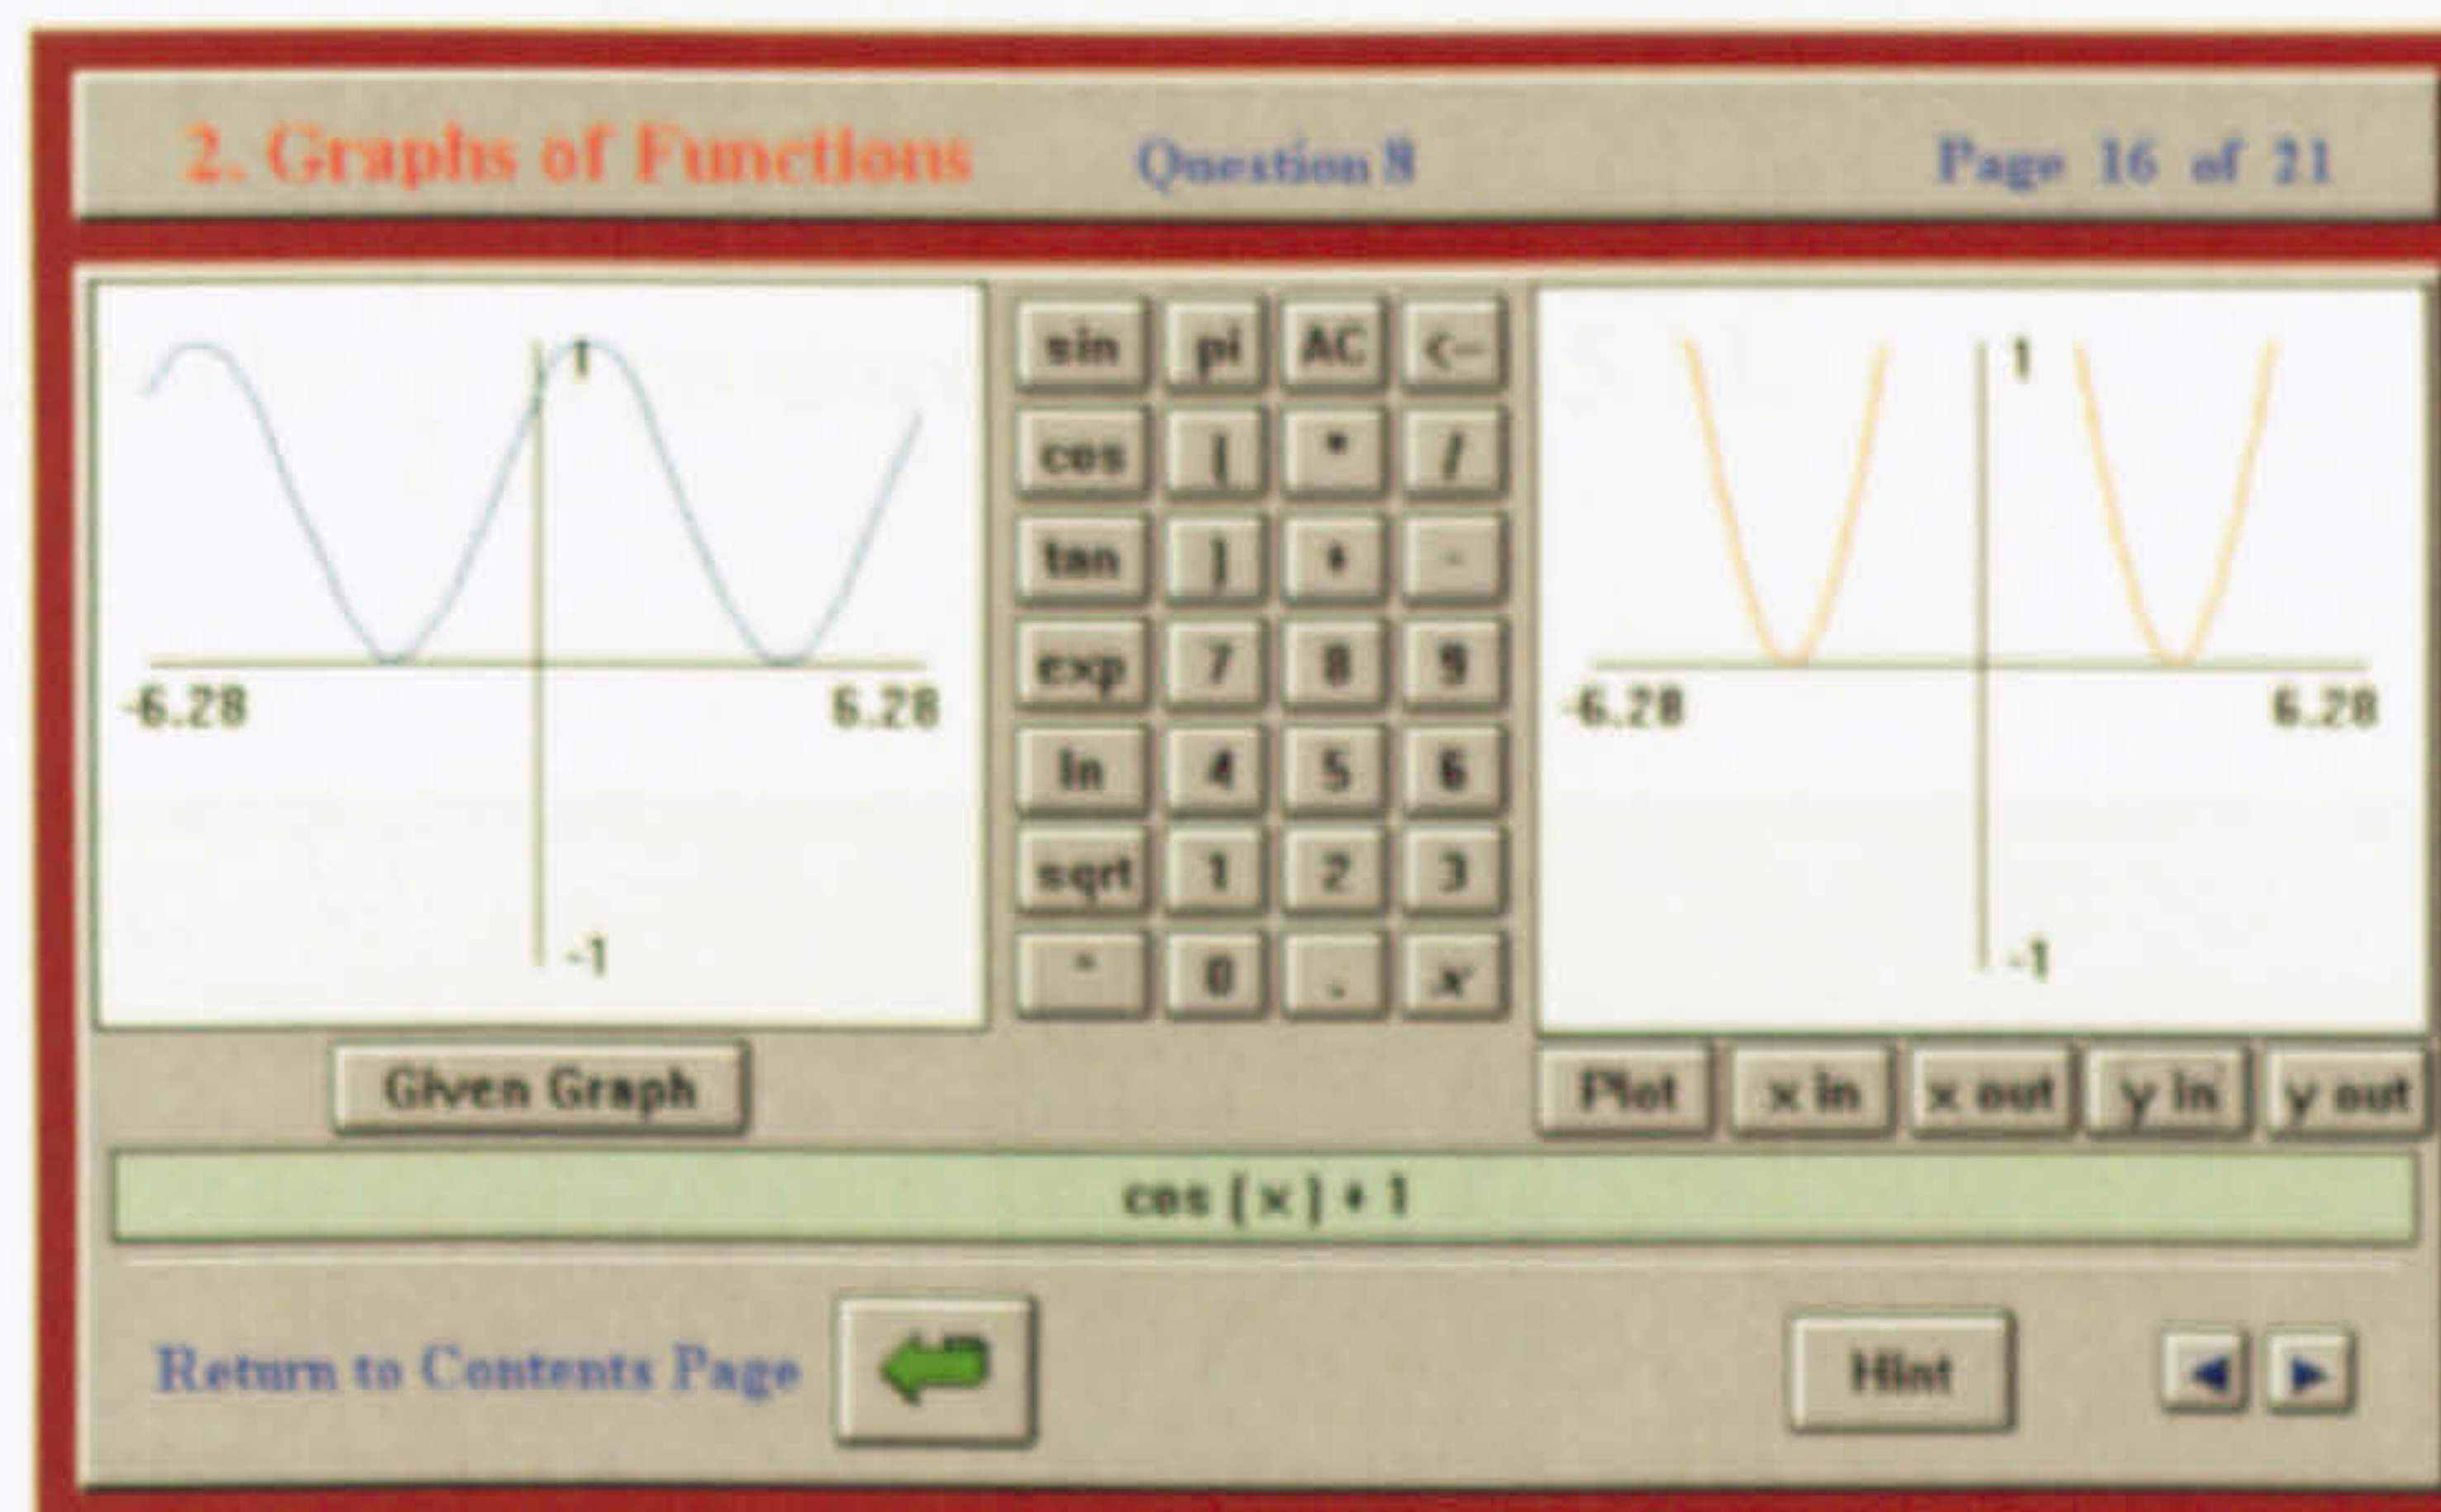 2. Graphs of Functions Question 8 Page 16 of 21
1
-6.28 6.28
-1
Given Graph
sin pi AC <--
cos ( * /
tan ) + -
exp 7 8 9
ln 4 5 6
sqrt 1 2 3
^ 0 . x
1
-6.28 6.28
-1
Plot x in x out y in y out
cos ( x ) + 1
Return to Contents Page
Hint